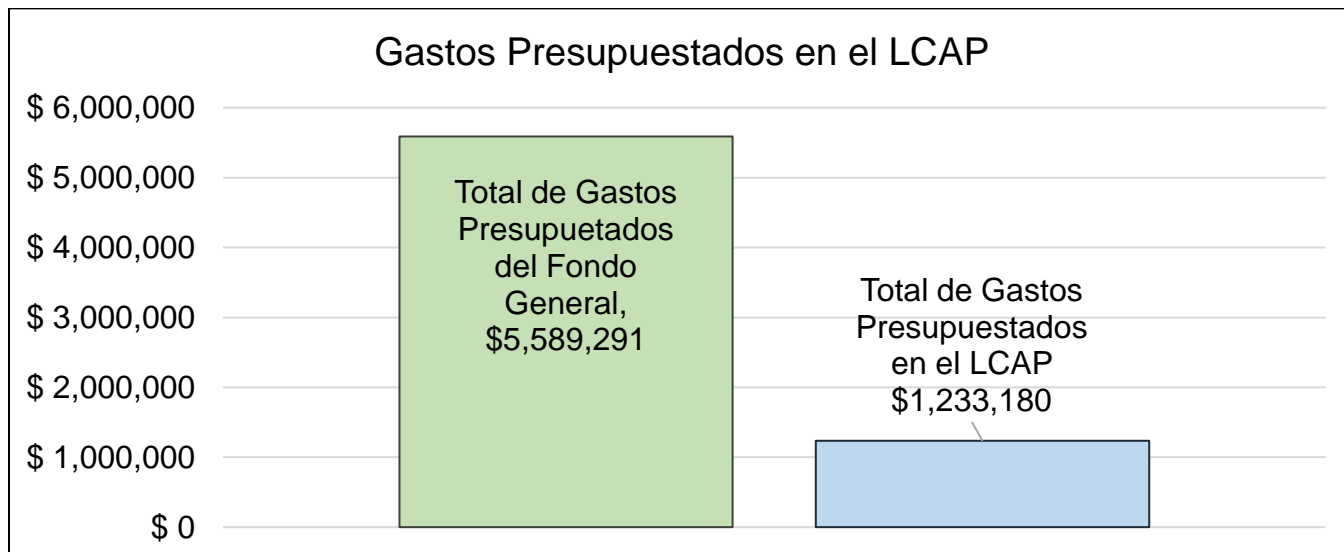 Gastos Presupuestados en el LCAP
$ 6,000,000
$ 5,000,000
$ 4,000,000
$ 3,000,000
$ 2,000,000
$ 1,000,000
$ 0
Total de Gastos
Presupuetados
del Fondo
General,
$5,589,291
Total de Gastos
Presupuestados
en el LCAP
$1,233,180